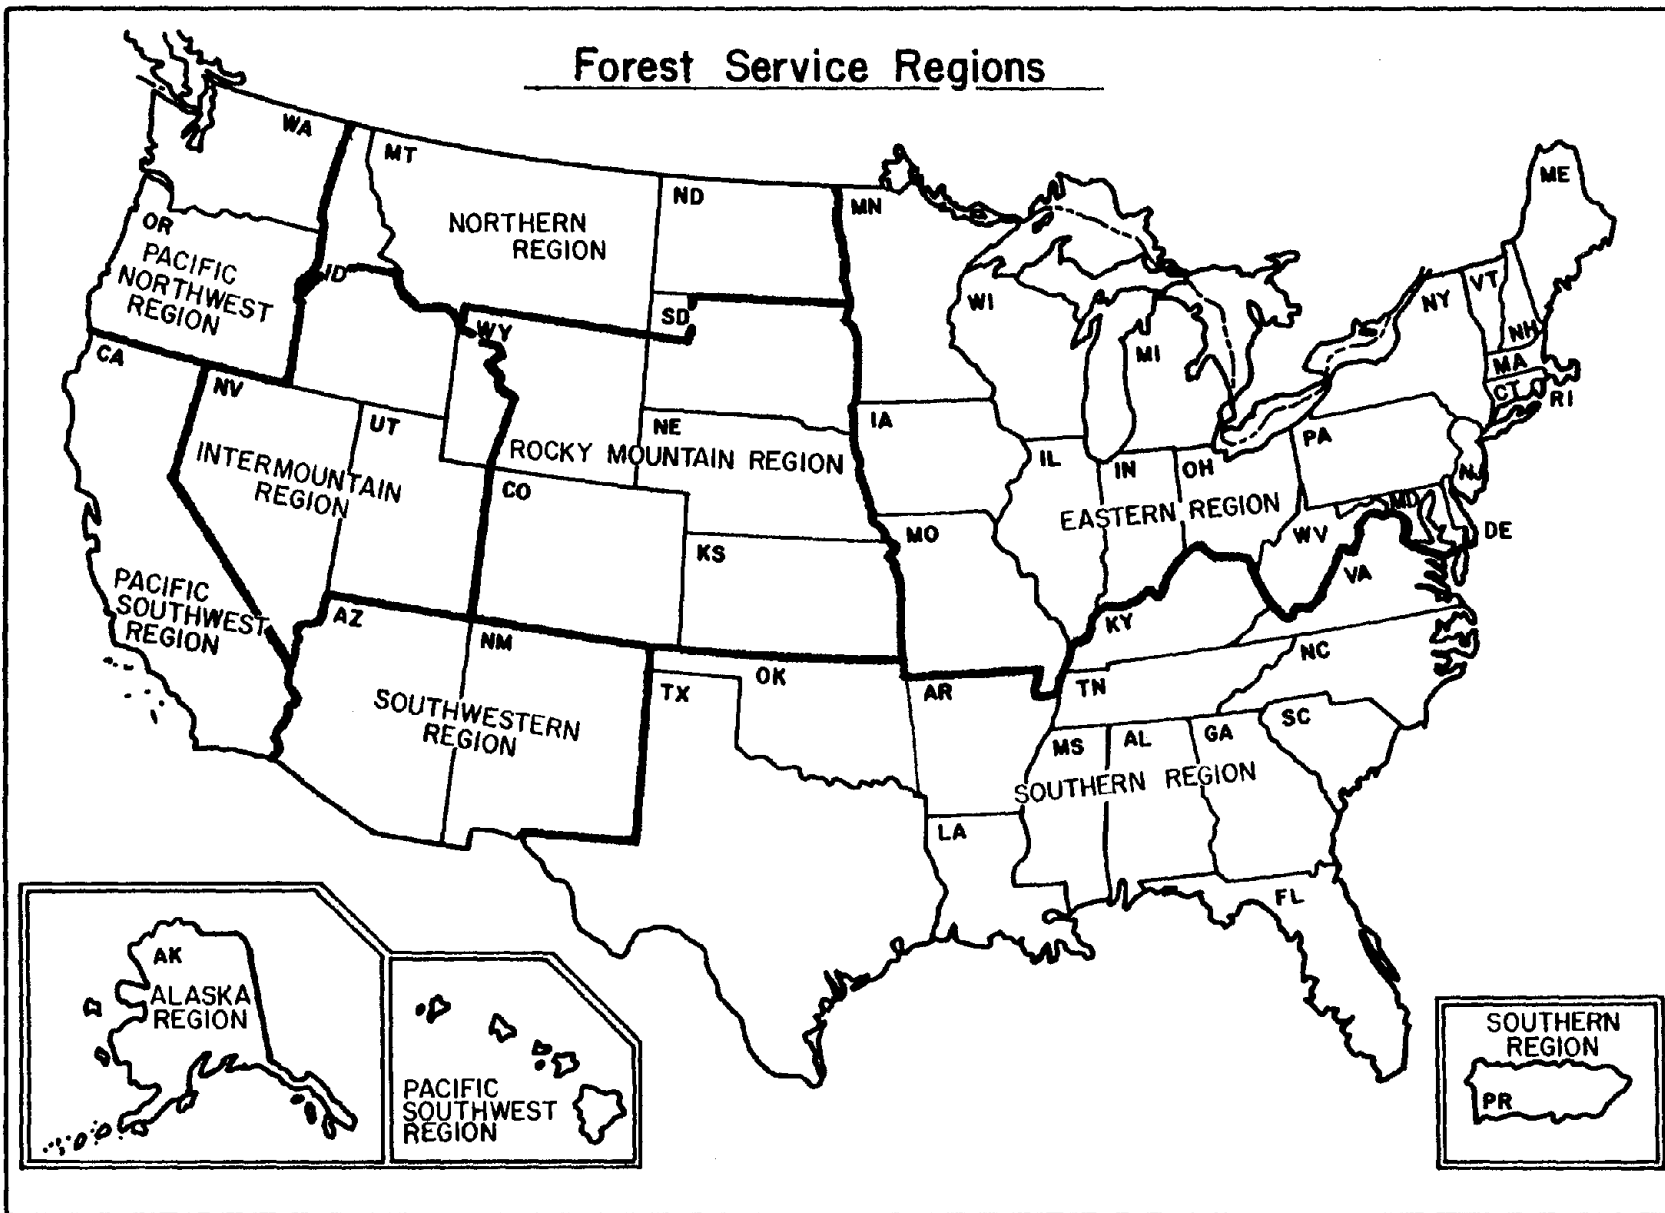 Forest Service Regions
WA
MT
ND
MN
ME
OR
PACIFIC
NORTHWEST
REGION
ID
NORTHERN
REGION
SD
WY
WI
MI
NY
VT
NH
MA
CT
RI
CA
NV
UT
INTERMOUNTAIN
REGION
NE
ROCKY MOUNTAIN REGION
IA
IL
IN
OH
PA
NJ
MD
DE
CO
KS
MO
EASTERN REGION
WV
VA
PACIFIC
SOUTHWEST
REGION
AZ
NM
OK
TX
AR
KY
TN
NC
SC
SOUTHWESTERN
REGION
MS
AL
GA
SOUTHERN REGION
LA
FL
AK
ALASKA
REGION
PACIFIC
SOUTHWEST
REGION
SOUTHERN
REGION
PR